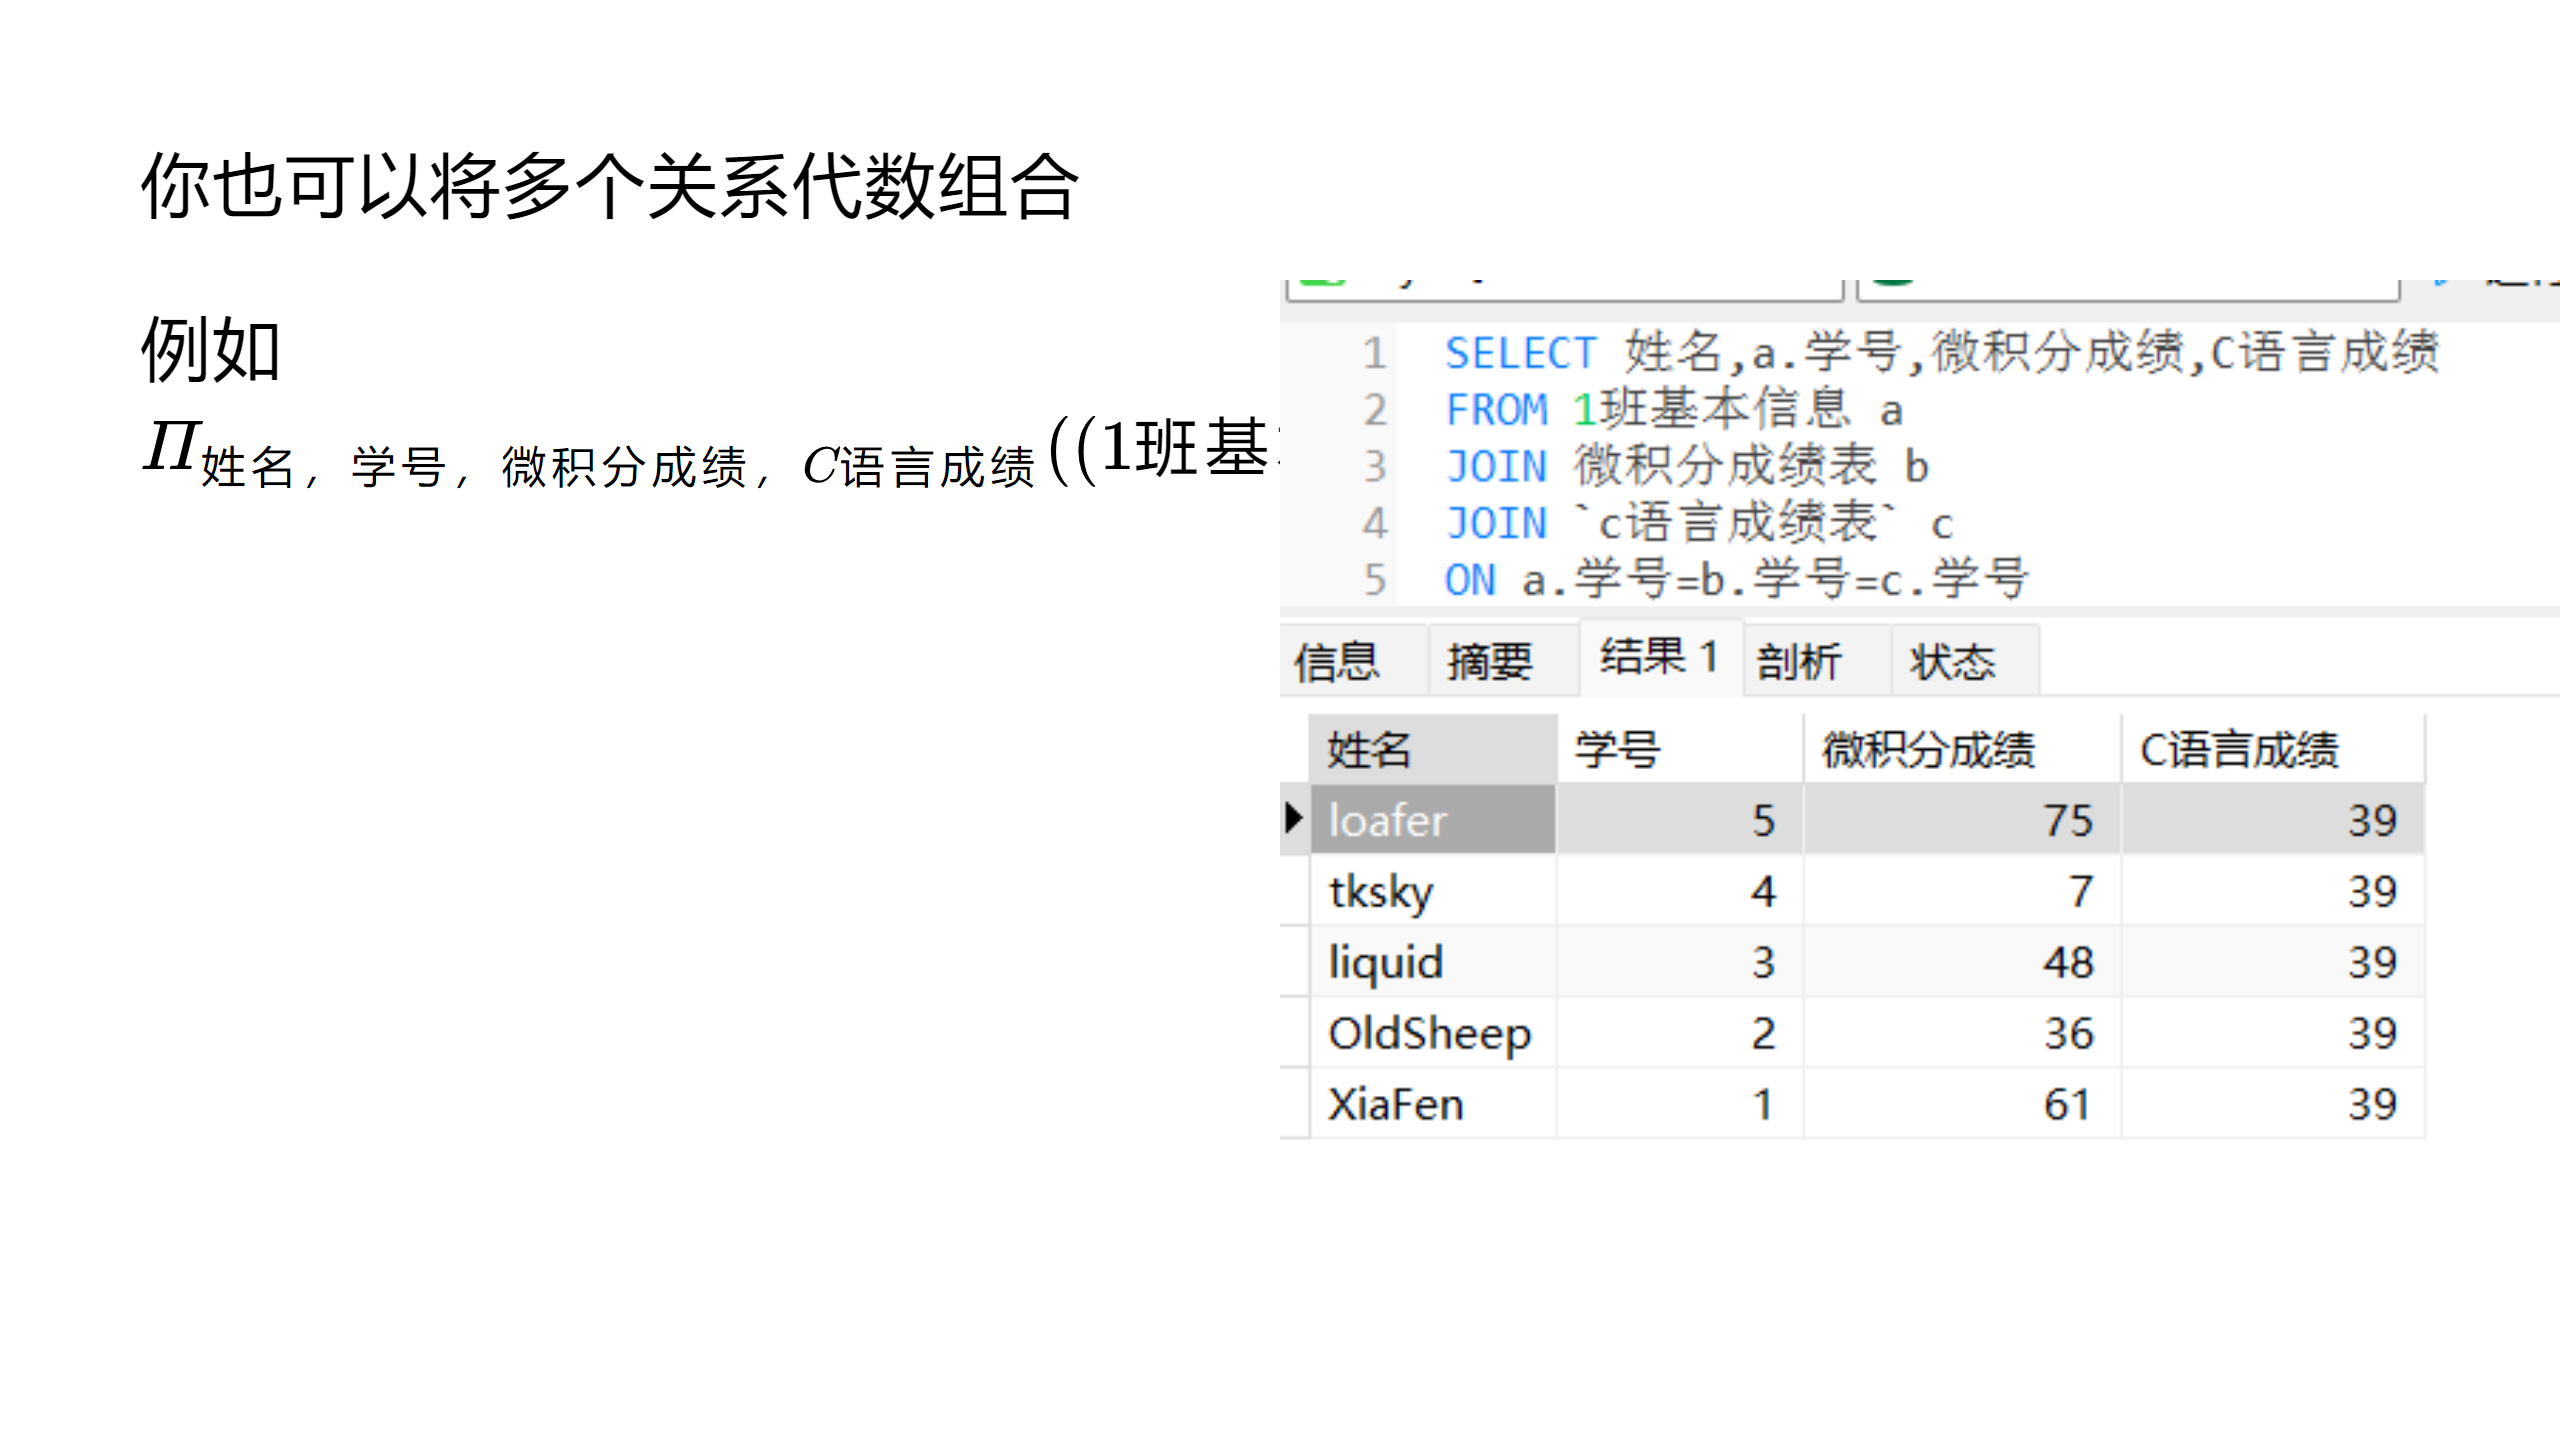 你也可以将多个关系代数组合
例如
Π姓名，学号，微积分成绩，C语言成绩((1班基
1 SELECT 姓名,a.学号,微积分成绩,C语言成绩
2 FROM 1班基本信息 a
3 JOIN 微积分成绩表 b
4 JOIN `c语言成绩表` c
5 ON a.学号=b.学号=c.学号
信息 摘要 结果 1 剖析 状态
姓名 学号 微积分成绩 C语言成绩
loafer 5 75 39
tksky 4 7 39
liquid 3 48 39
OldSheep 2 36 39
XiaFen 1 61 39